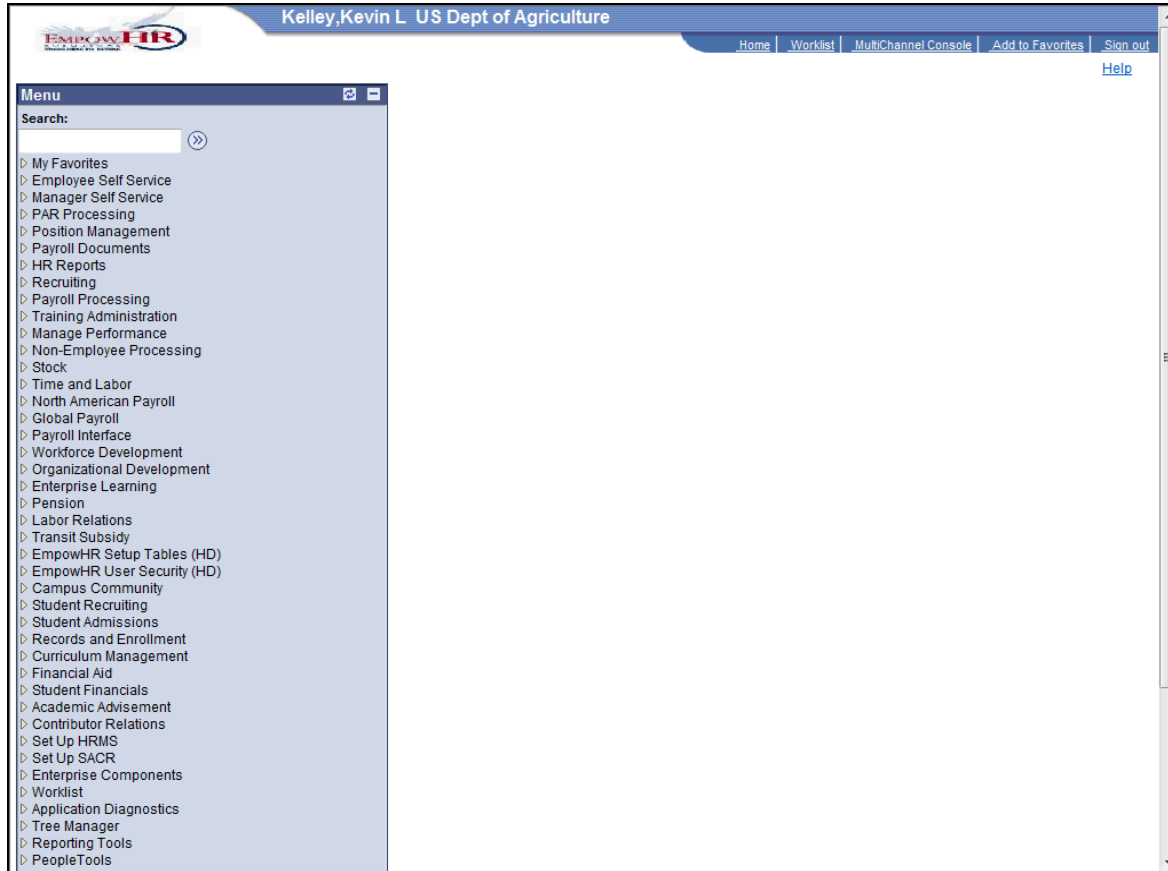 Kelley,Kevin L US Dept of Agriculture
EMPOWHR
Home Worklist MultiChannel Console Add to Favorites Sign out
Help
Menu
Search:
My Favorites
Employee Self Service
Manager Self Service
PAR Processing
Position Management
Payroll Documents
HR Reports
Recruiting
Payroll Processing
Training Administration
Manage Performance
Non-Employee Processing
Stock
Time and Labor
North American Payroll
Global Payroll
Payroll Interface
Workforce Development
Organizational Development
Enterprise Learning
Pension
Labor Relations
Transit Subsidy
EmpowHR Setup Tables (HD)
EmpowHR User Security (HD)
Campus Community
Student Recruiting
Student Admissions
Records and Enrollment
Curriculum Management
Financial Aid
Student Financials
Academic Advisement
Contributor Relations
Set Up HRMS
Set Up SACR
Enterprise Components
Worklist
Application Diagnostics
Tree Manager
Reporting Tools
PeopleTools